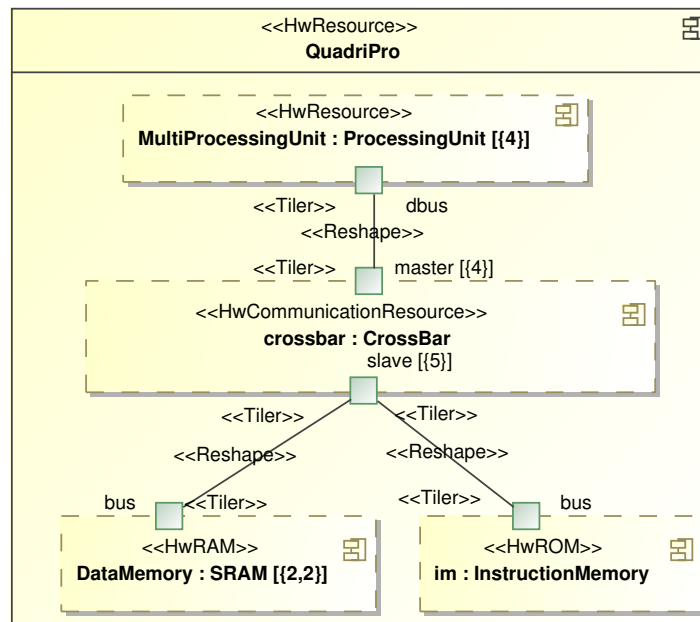 <<HwResource>>
QuadriPro
<<HwResource>>
MultiProcessingUnit : ProcessingUnit [{4}]
<<Tiler>> dbus
<<Reshape>>
<<Tiler>> master [{4}]
<<HwCommunicationResource>>
crossbar : CrossBar
slave [{5}]
<<Tiler>> <<Tiler>>
<<Reshape>> <<Reshape>>
bus <<Tiler>> <<Tiler>> bus
<<HwRAM>> <<HwROM>>
DataMemory : SRAM [{2,2}] im : InstructionMemory